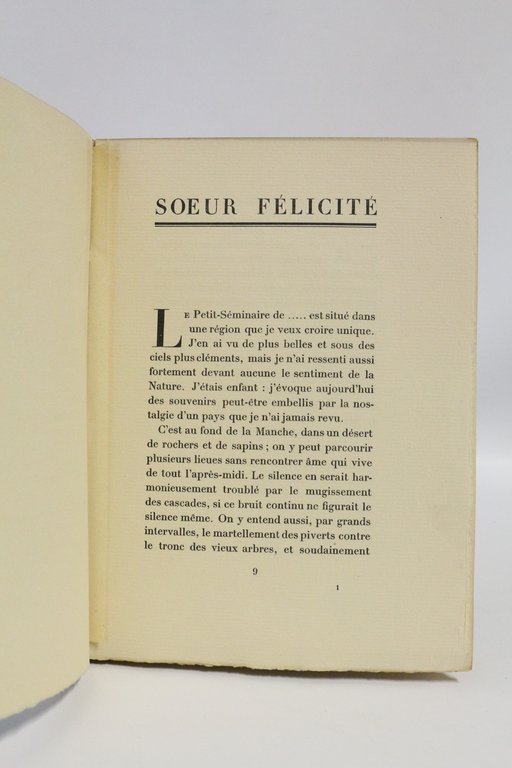 SOEUR FÉLICITÉ
LE Petit-Séminaire de ..... est situé dans
une région que je veux croire unique.
J'en ai vu de plus belles et sous des
ciels plus cléments, mais je n'ai ressenti aussi
fortement devant aucune le sentiment de la
Nature. J'étais enfant : j'évoque aujourd'hui
des souvenirs peut-être embellis par la nos-
talgie d'un pays que je n'ai jamais revu.
C'est au fond de la Manche, dans un désert
de rochers et de sapins ; on y peut parcourir
plusieurs lieues sans rencontrer âme qui vive
de tout l'après-midi. Le silence en serait har-
monieusement troublé par le mugissement
des cascades, si ce bruit continu ne figurait le
silence même. On y entend aussi, par grands
intervalles, le martellement des piverts contre
le tronc des vieux arbres, et soudainement
9
1